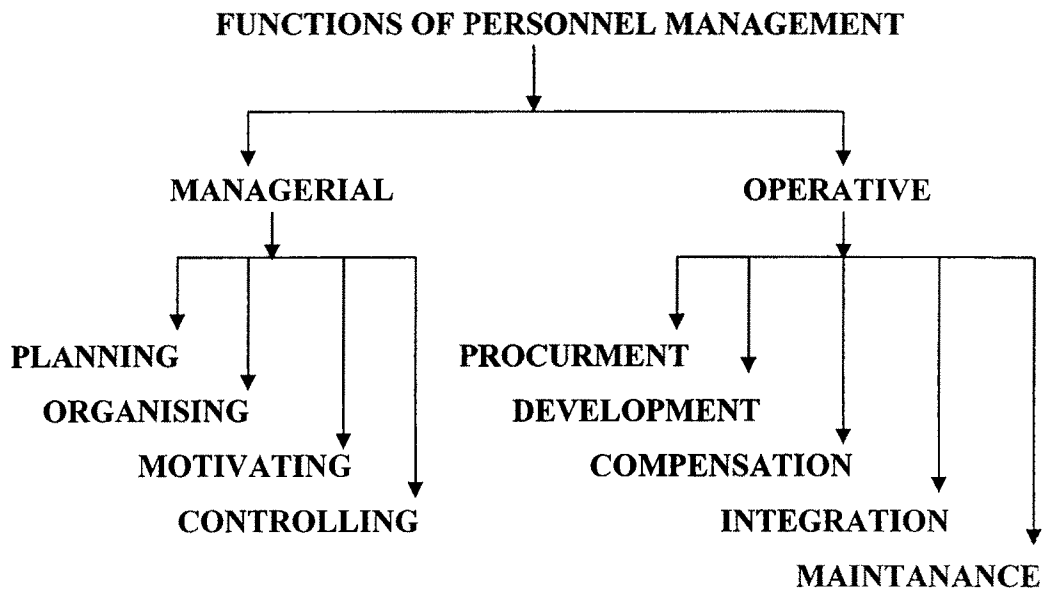 FUNCTIONS OF PERSONNEL MANAGEMENT
MANAGERIAL
OPERATIVE
PLANNING
ORGANISING
MOTIVATING
CONTROLLING
PROCURMENT
DEVELOPMENT
COMPENSATION
INTEGRATION
MAINTANANCE